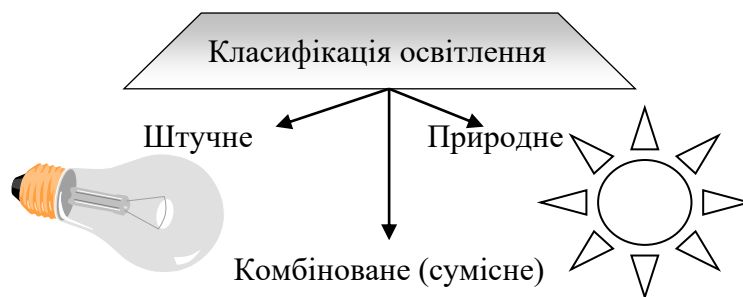 Класифікація освітлення
Штучне
Природне
Комбіноване (сумісне)